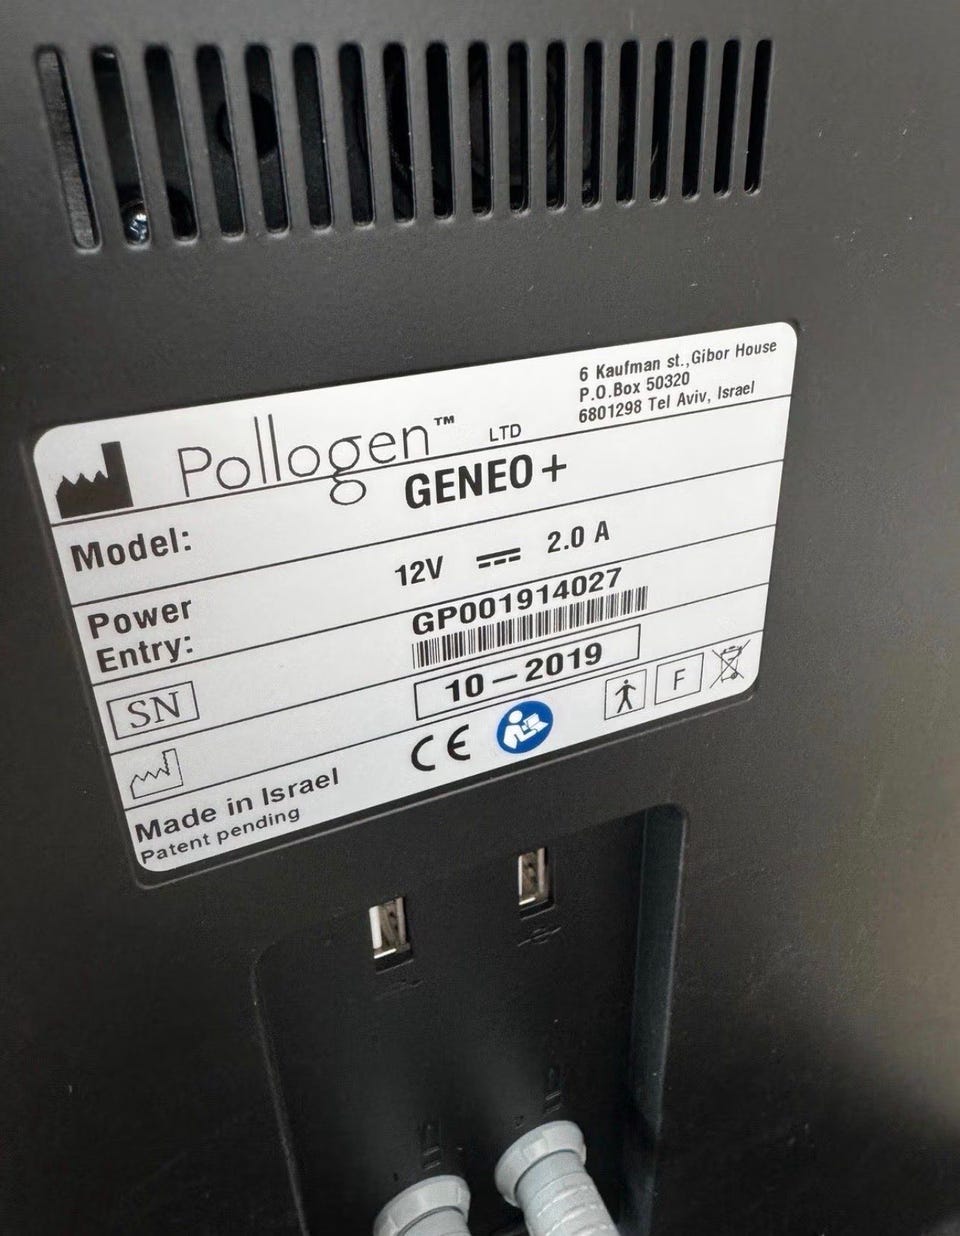 Pollogen™ LTD
6 Kaufman st.,Gibor House
P.O.Box 50320
6801298 Tel Aviv, Israel
Model: GENEO+
Power Entry: 12V 2.0 A
SN GP001914027
10-2019
Made in Israel
Patent pending
CE
F